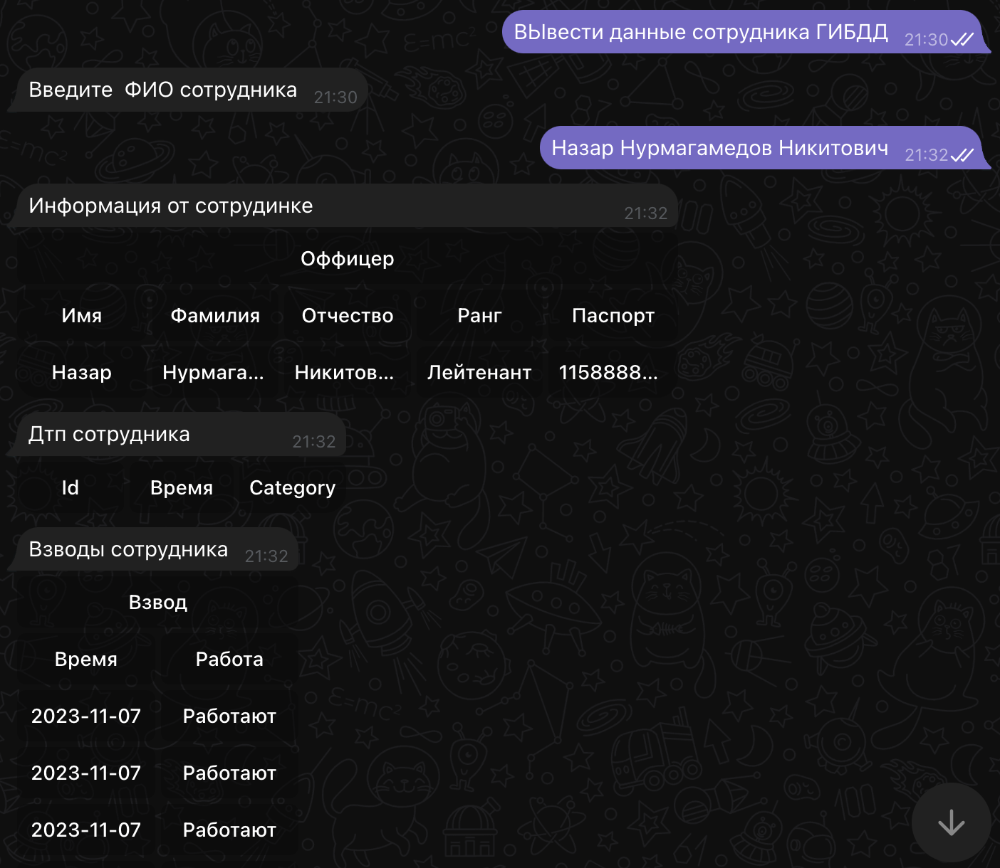 ВЫвести данные сотрудника ГИБДД 21:30
Введите ФИО сотрудника 21:30
Назар Нурмагамедов Никитович 21:32
Информация от сотрудинке 21:32
Оффицер
Имя Фамилия Отчество Ранг Паспорт
Назар Нурмага... Никитов... Лейтенант 1158888...
Дтп сотрудника 21:32
Id Время Category
Взводы сотрудника 21:32
Взвод
Время Работа
2023-11-07 Работают
2023-11-07 Работают
2023-11-07 Работают